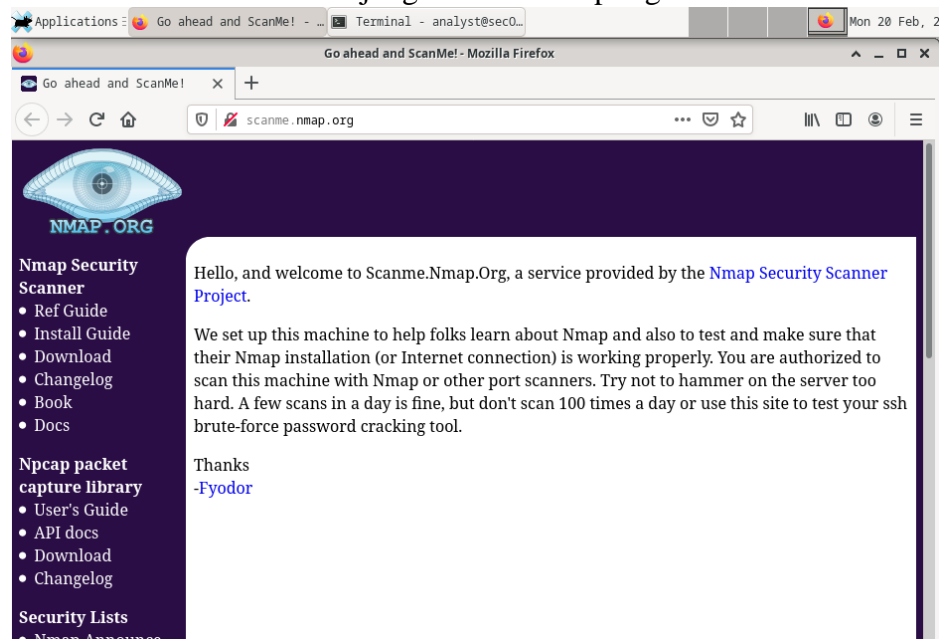 Applications
Go ahead and ScanMe! - …
Terminal - analyst@secO…
Mon 20 Feb, 2
Go ahead and ScanMe! - Mozilla Firefox
Go ahead and ScanMe!
scanme.nmap.org
NMAP.ORG
Nmap Security
Scanner
Ref Guide
Install Guide
Download
Changelog
Book
Docs
Npcap packet
capture library
User's Guide
API docs
Download
Changelog
Security Lists
Hello, and welcome to Scanme.Nmap.Org, a service provided by the Nmap Security Scanner
Project.
We set up this machine to help folks learn about Nmap and also to test and make sure that
their Nmap installation (or Internet connection) is working properly. You are authorized to
scan this machine with Nmap or other port scanners. Try not to hammer on the server too
hard. A few scans in a day is fine, but don't scan 100 times a day or use this site to test your ssh
brute-force password cracking tool.
Thanks
-Fyodor